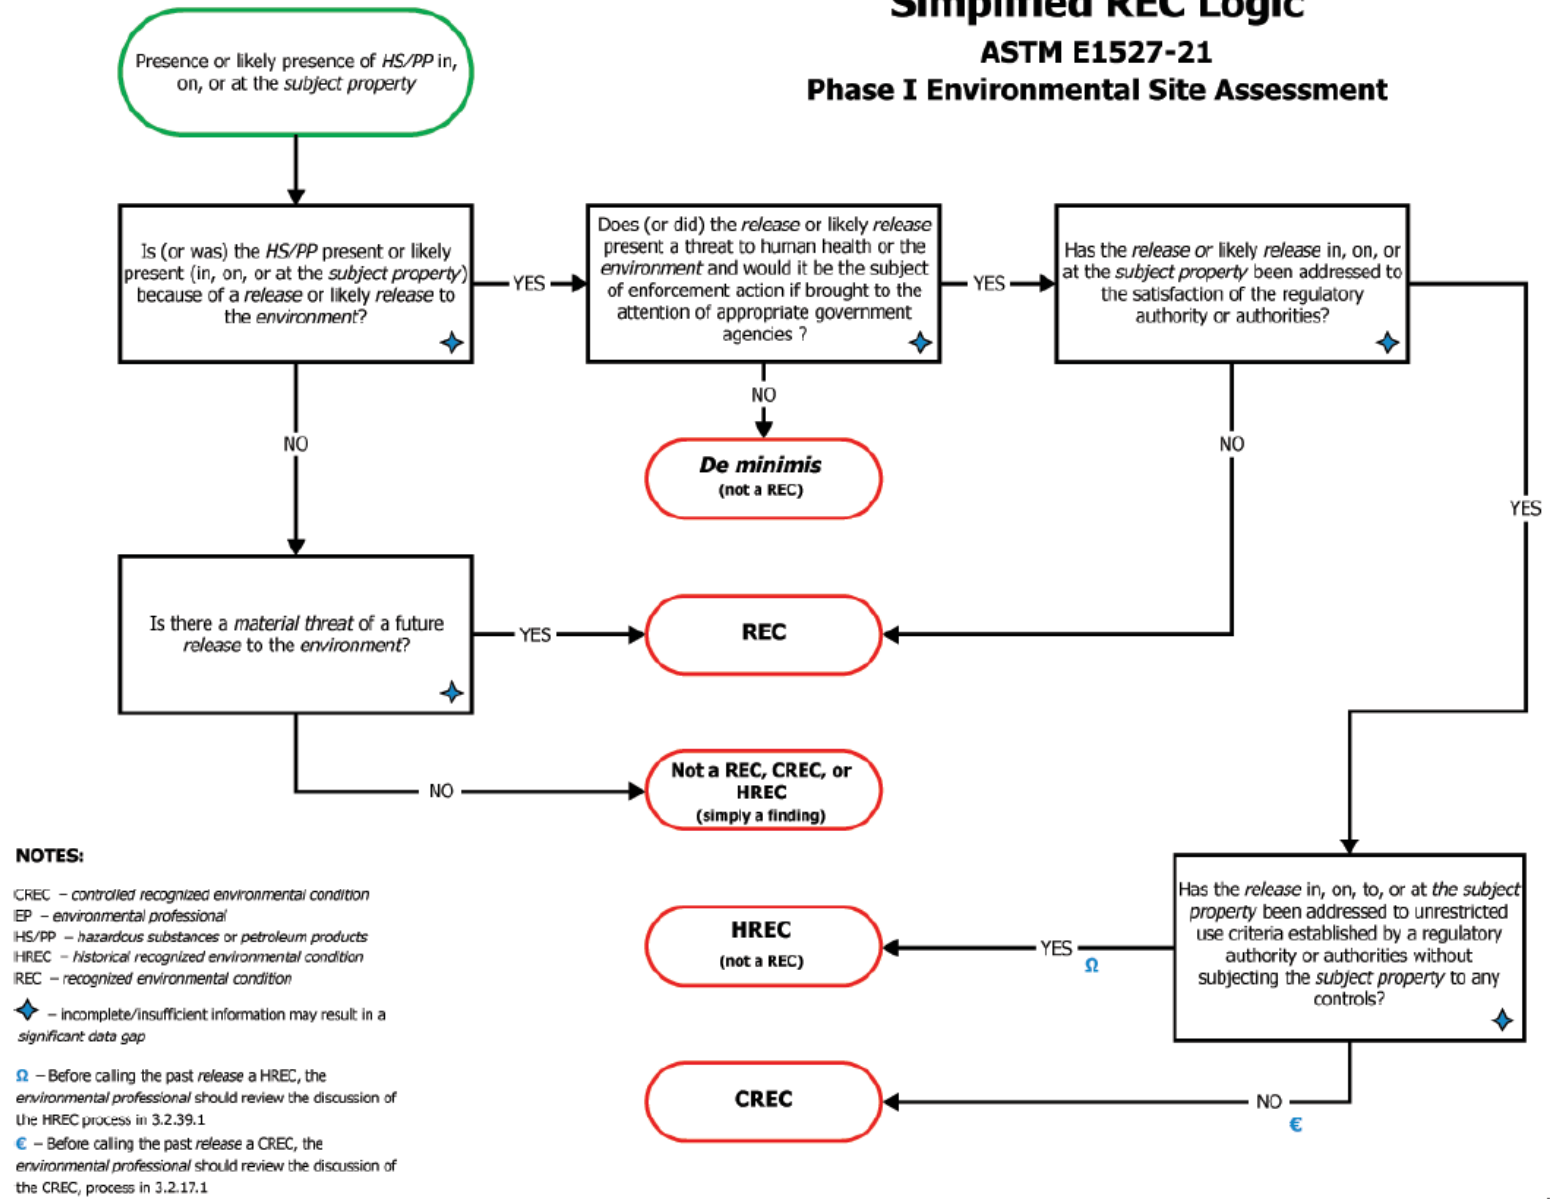 Simplified REC Logic
ASTM E1527-21
Phase I Environmental Site Assessment
Presence or likely presence of HS/PP in,
on, or at the subject property
Is (or was) the HS/PP present or likely
present (in, on, or at the subject property)
because of a release or likely release to
the environment?
YES
Does (or did) the release or likely release
present a threat to human health or the
environment and would it be the subject
of enforcement action if brought to the
attention of appropriate government
agencies ?
YES
Has the release or likely release in, on, or
at the subject property been addressed to
the satisfaction of the regulatory
authority or authorities?
NO
NO
NO
YES
De minimis
(not a REC)
Is there a material threat of a future
release to the environment?
YES
REC
NO
Not a REC, CREC, or
HREC
(simply a finding)
Has the release in, on, to, or at the subject
property been addressed to unrestricted
use criteria established by a regulatory
authority or authorities without
subjecting the subject property to any
controls?
YES
Ω
HREC
(not a REC)
NO
€
CREC
NOTES:
CREC – controlled recognized environmental condition
EP – environmental professional
HS/PP – hazardous substances or petroleum products
HREC – historical recognized environmental condition
REC – recognized environmental condition
– incomplete/insufficient information may result in a
significant data gap
Ω – Before calling the past release a HREC, the
environmental professional should review the discussion of
the HREC process in 3.2.39.1
€ – Before calling the past release a CREC, the
environmental professional should review the discussion of
the CREC, process in 3.2.17.1